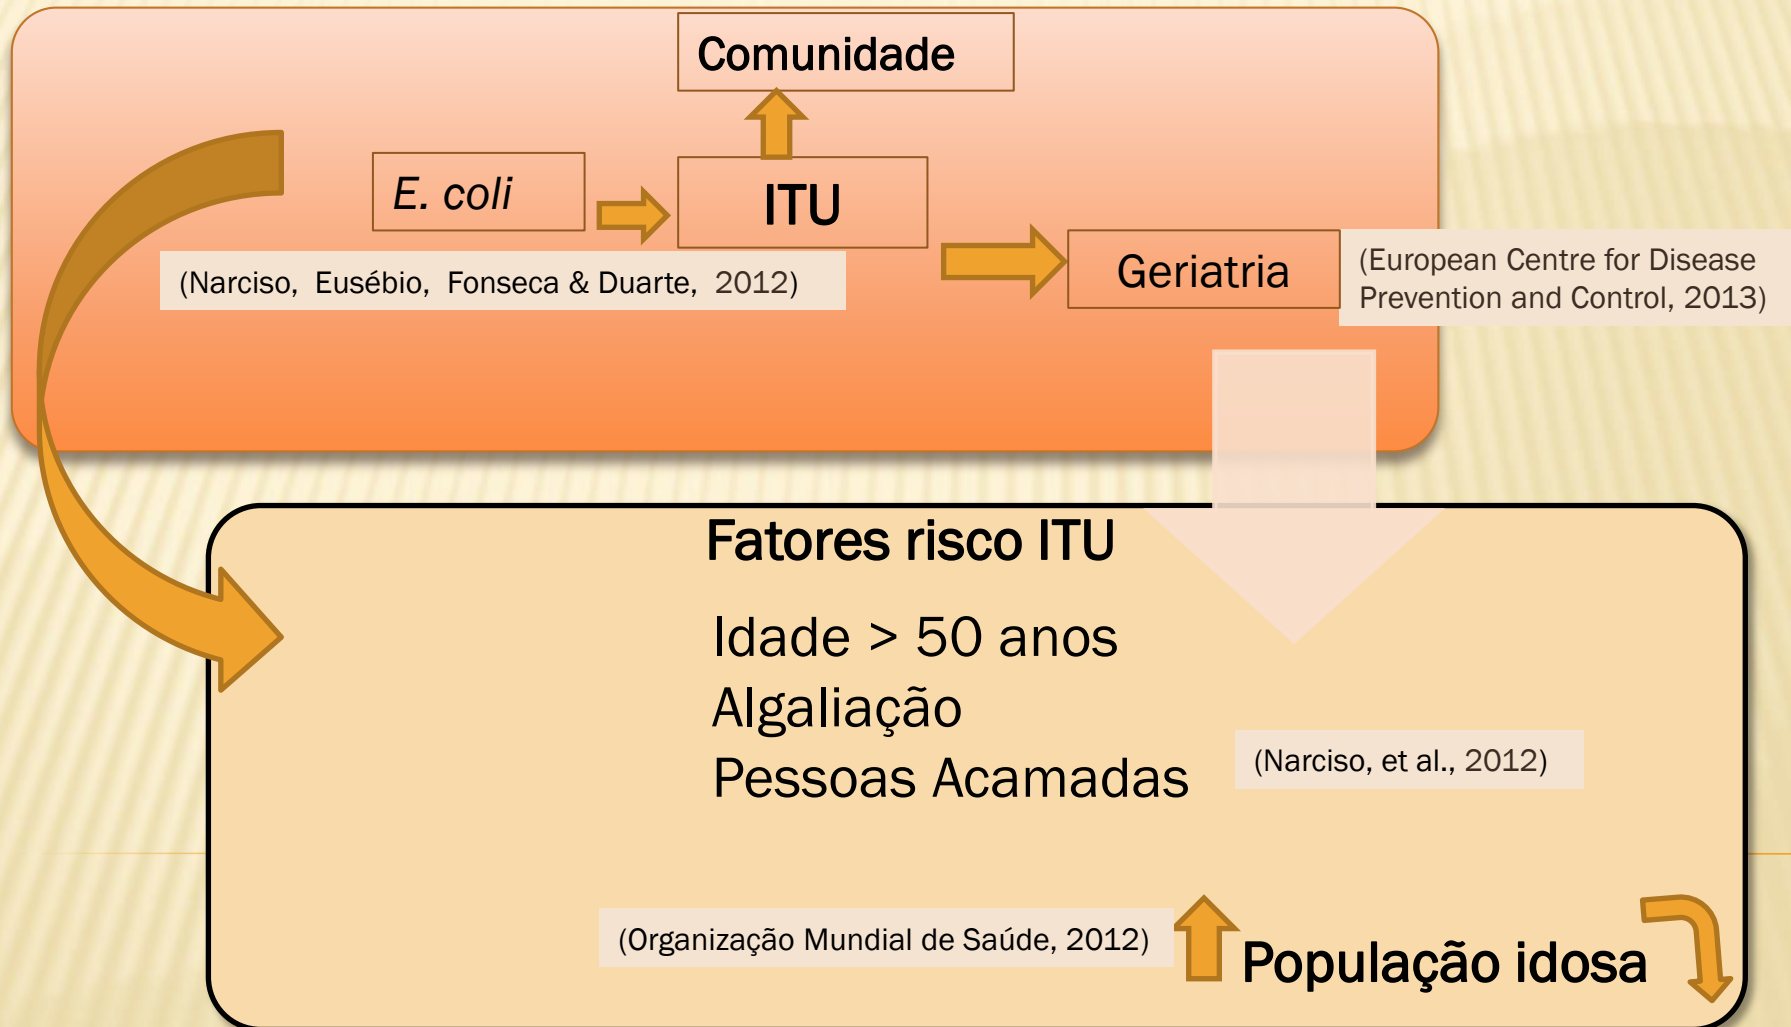 Comunidade
E. coli
ITU
(Narciso, Eusébio, Fonseca & Duarte, 2012)
Geriatria
(European Centre for Disease
Prevention and Control, 2013)
Fatores risco ITU
Idade > 50 anos
Algaliação
Pessoas Acamadas
(Narciso, et al., 2012)
(Organização Mundial de Saúde, 2012)
População idosa